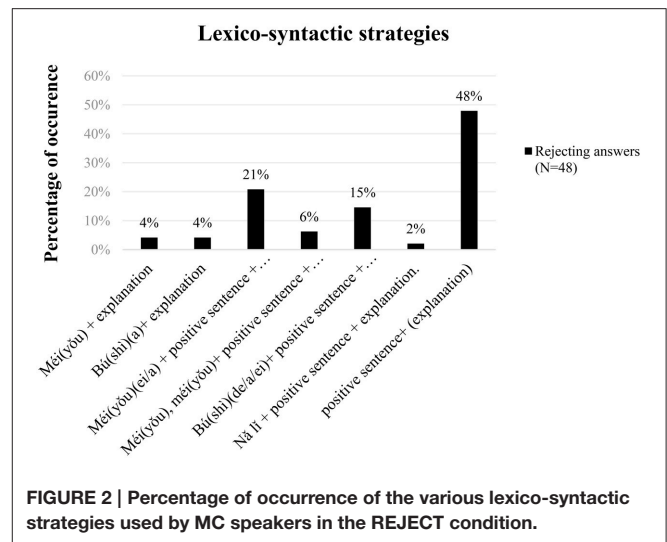 Lexico-syntactic strategies
Percentage of occurrence
60%
50%
40%
30%
20%
10%
0%
4%
4%
21%
6%
15%
2%
48%
Méi(yǒu) + explanation
Bú(shì)(a)+ explanation
Méi(yǒu)(ei/a) + positive sentence +…
Méi(yǒu), méi(yǒu)+ positive sentence +…
Bú(shì)(de/a/ei)+ positive sentence +…
Nǎ lǐ + positive sentence + explanation.
positive sentence+ (explanation)
Rejecting answers
(N=48)
FIGURE 2 | Percentage of occurrence of the various lexico-syntactic
strategies used by MC speakers in the REJECT condition.